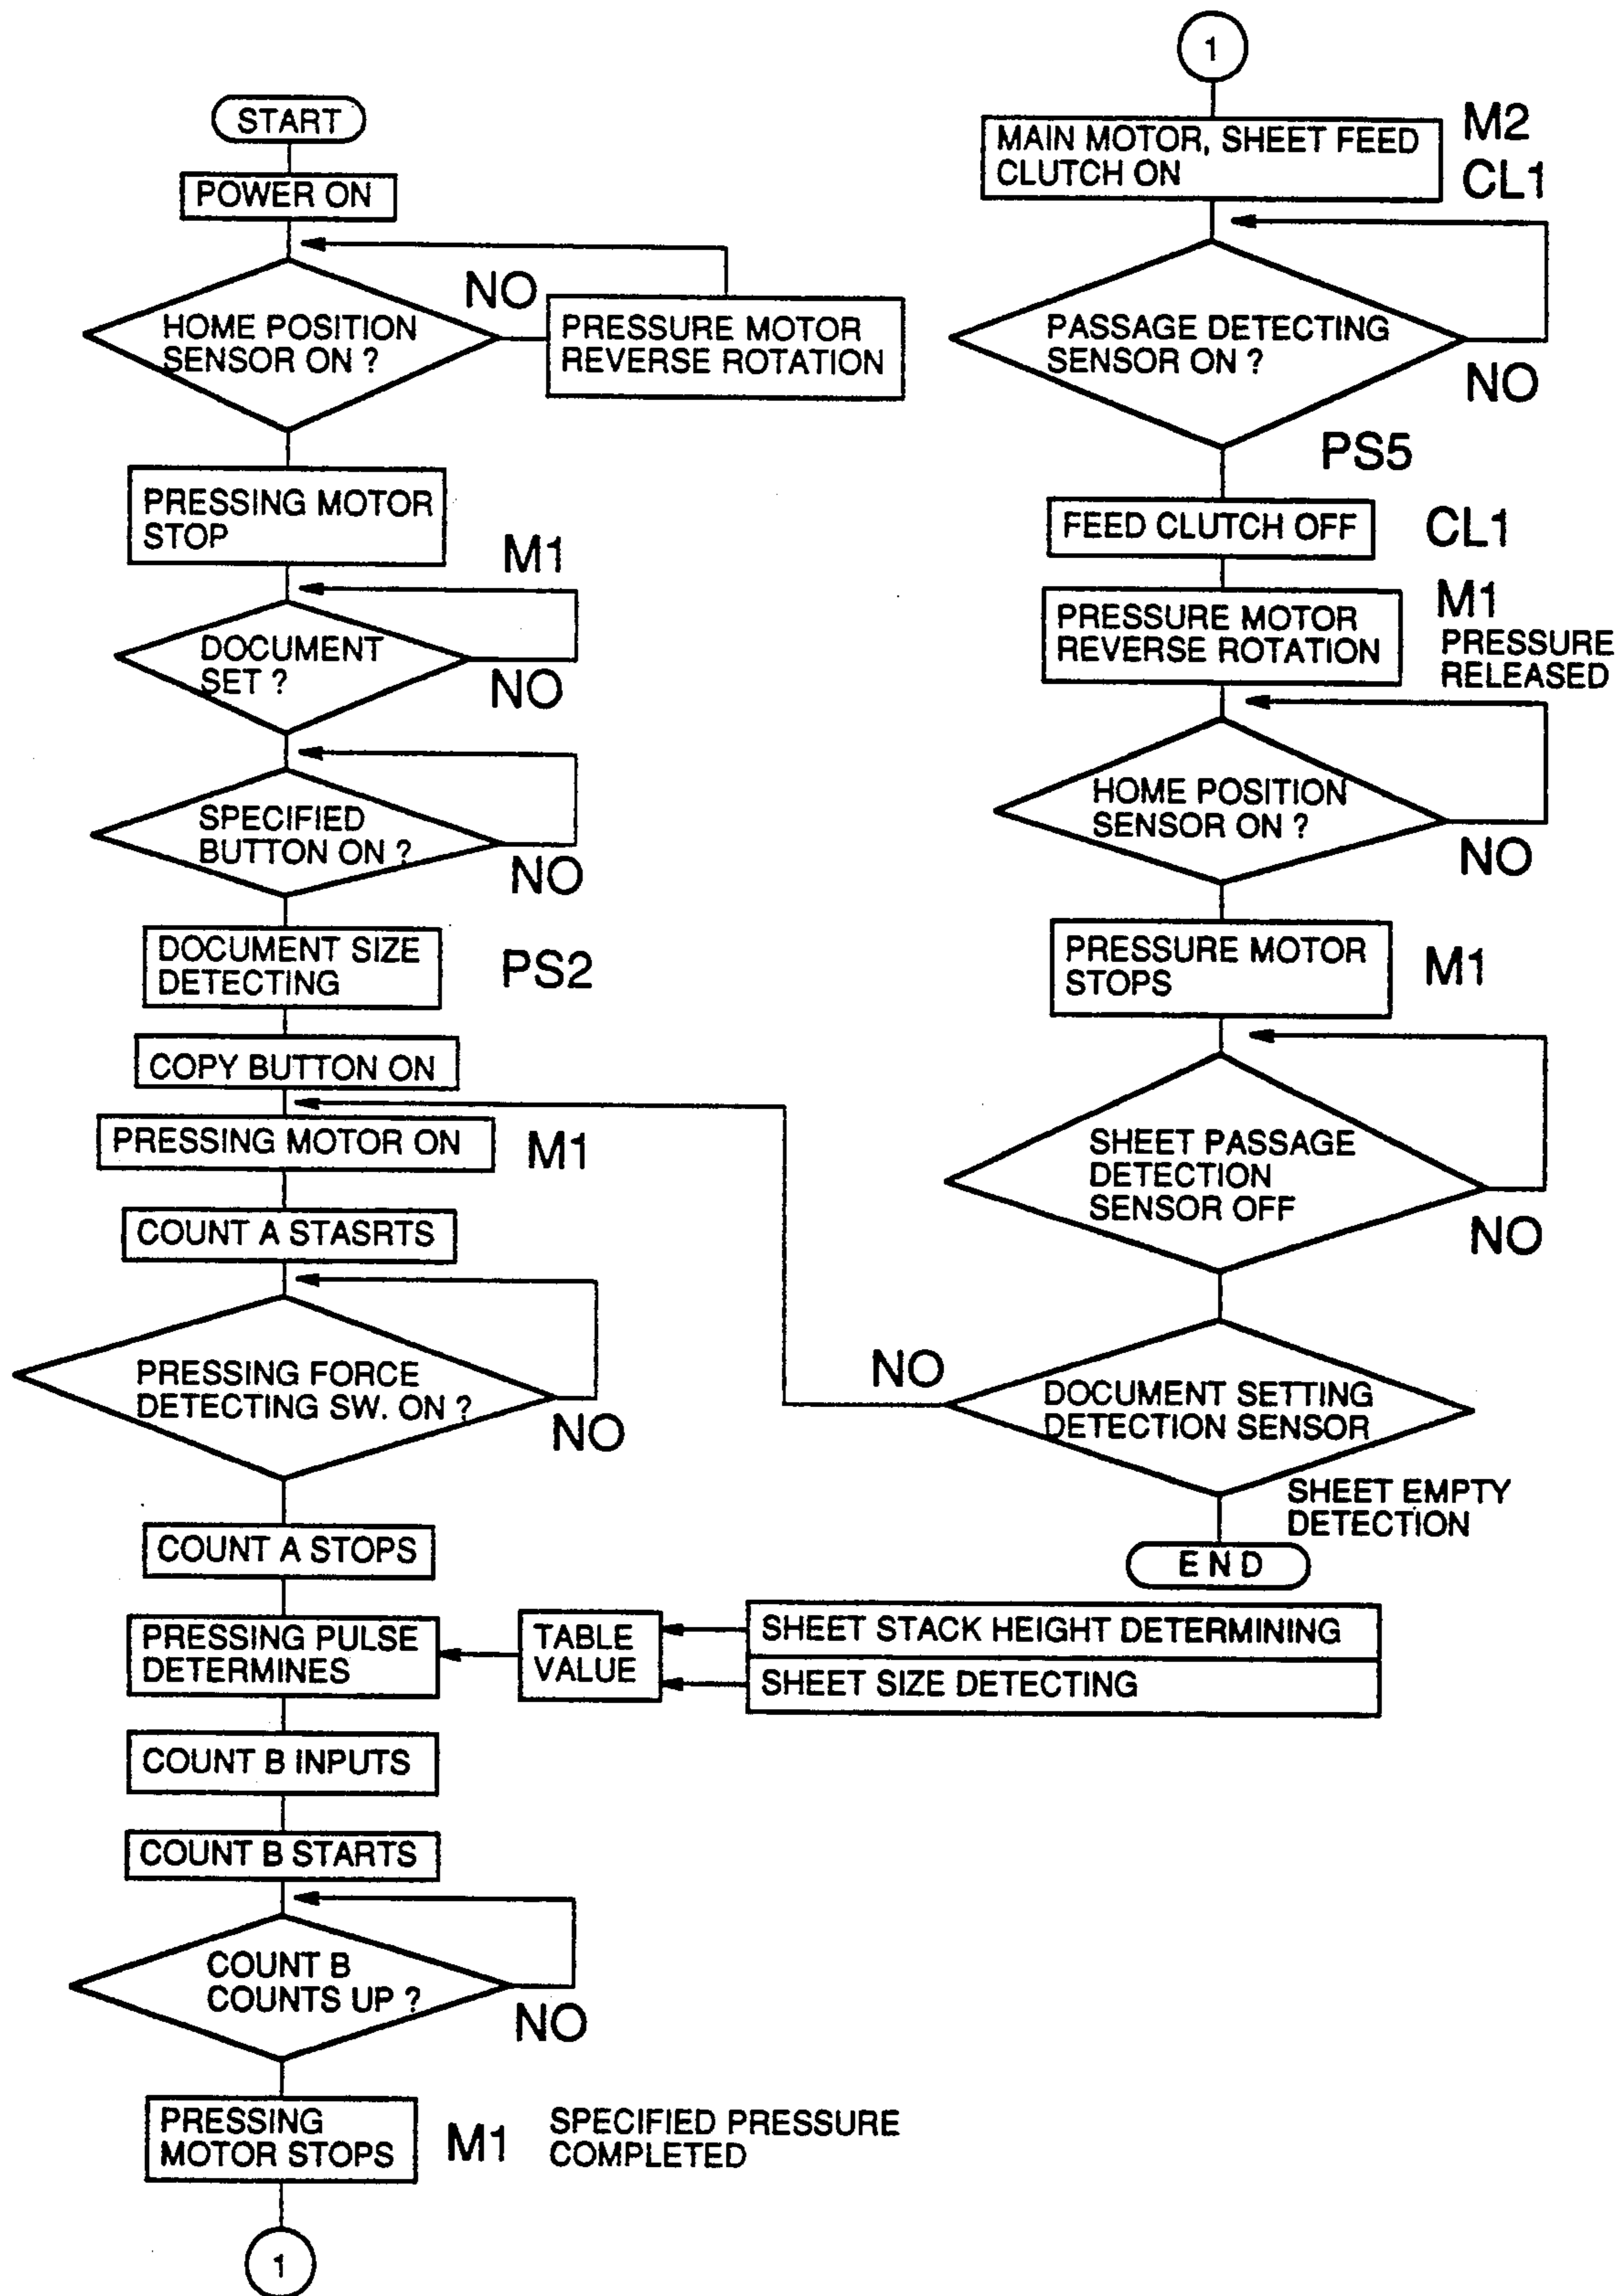 START
POWER ON
HOME POSITION
SENSOR ON ?
NO
PRESSURE MOTOR
REVERSE ROTATION
PRESSING MOTOR
STOP
M1
DOCUMENT
SET ?
NO
SPECIFIED
BUTTON ON ?
NO
DOCUMENT SIZE
DETECTING
PS2
COPY BUTTON ON
PRESSING MOTOR ON
M1
COUNT A STASRTS
PRESSING FORCE
DETECTING SW. ON ?
NO
COUNT A STOPS
PRESSING PULSE
DETERMINES
TABLE
VALUE
SHEET STACK HEIGHT DETERMINING
SHEET SIZE DETECTING
COUNT B INPUTS
COUNT B STARTS
COUNT B
COUNTS UP ?
NO
PRESSING
MOTOR STOPS
M1
SPECIFIED PRESSURE
COMPLETED
1
1
MAIN MOTOR, SHEET FEED
CLUTCH ON
M2
CL1
PASSAGE DETECTING
SENSOR ON ?
NO
PS5
FEED CLUTCH OFF
CL1
PRESSURE MOTOR
REVERSE ROTATION
M1
PRESSURE
RELEASED
HOME POSITION
SENSOR ON ?
NO
PRESSURE MOTOR
STOPS
M1
SHEET PASSAGE
DETECTION
SENSOR OFF
NO
NO
DOCUMENT SETTING
DETECTION SENSOR
SHEET EMPTY
DETECTION
END